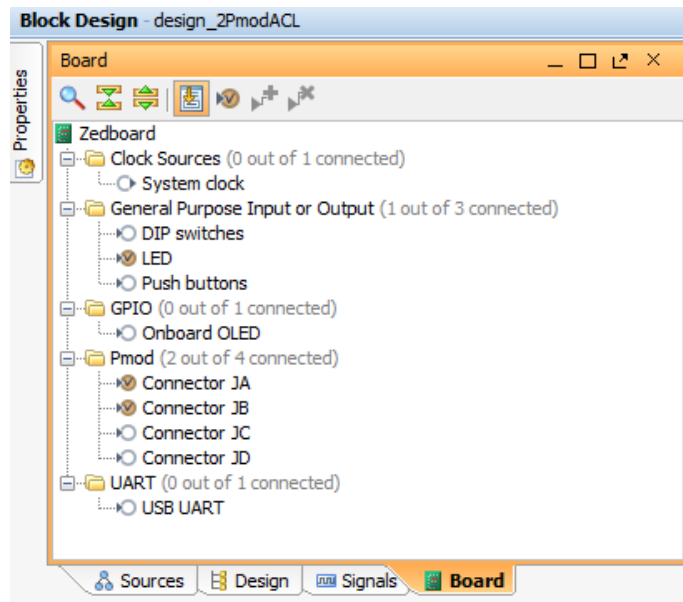 Block Design - design_2PmodACL
Properties
Board
Zedboard
Clock Sources (0 out of 1 connected)
System clock
General Purpose Input or Output (1 out of 3 connected)
DIP switches
LED
Push buttons
GPIO (0 out of 1 connected)
Onboard OLED
Pmod (2 out of 4 connected)
Connector JA
Connector JB
Connector JC
Connector JD
UART (0 out of 1 connected)
USB UART
Sources Design Signals Board